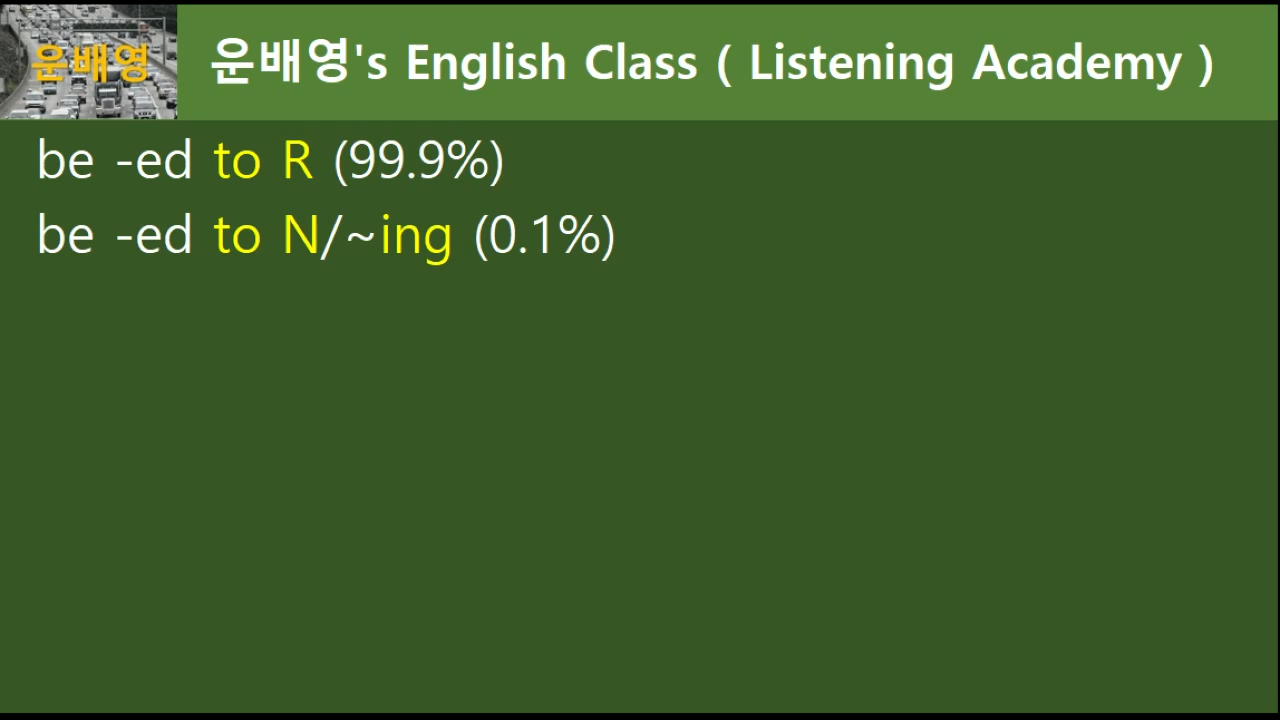 운배영
운배영's English Class ( Listening Academy )
be -ed to R (99.9%)
be -ed to N/~ing (0.1%)